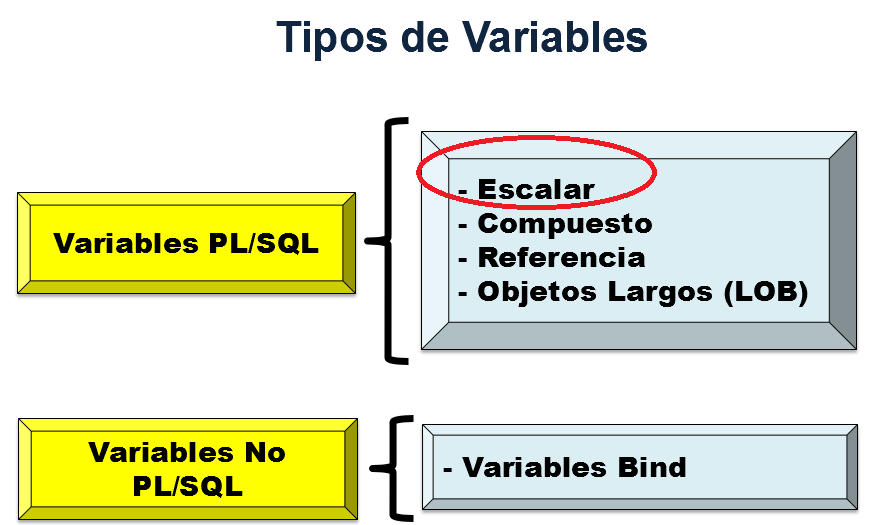 Tipos de Variables
Variables PL/SQL
- Escalar
- Compuesto
- Referencia
- Objetos Largos (LOB)
Variables No
PL/SQL
- Variables Bind